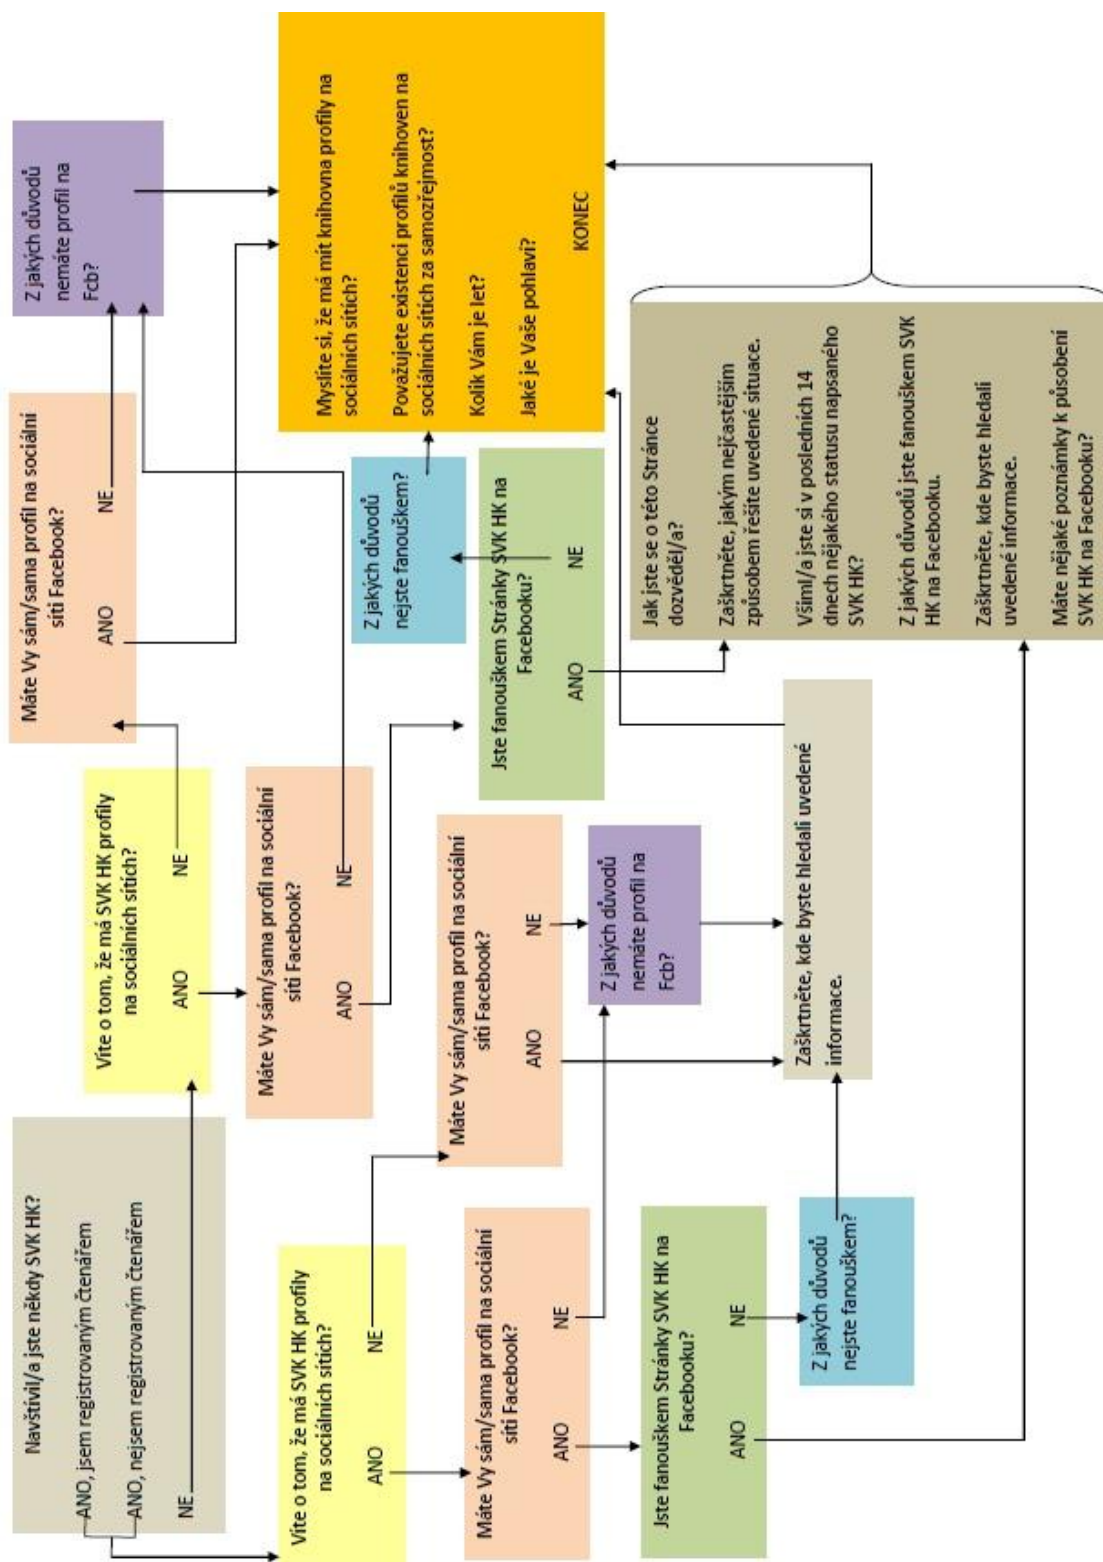 Navštívil/a jste někdy SVK HK?
ANO, jsem registrovaným čtenářem
ANO, nejsem registrovaným čtenářem
NE
Víte o tom, že má SVK HK profily
na sociálních sítích?
ANO NE
Máte Vy sám/sama profil na sociální
síti Facebook?
ANO NE
Z jakých důvodů
nemáte profil na
Fcb?
Víte o tom, že má SVK HK profily
na sociálních sítích?
ANO NE
Máte Vy sám/sama profil na sociální
síti Facebook?
ANO NE
Myslíte si, že má mít knihovna profily na
sociálních sítích?
Považujete existenci profilů knihoven na
sociálních sítích za samozřejmost?
Kolik Vám je let?
Jaké je Vaše pohlaví?
KONEC
Z jakých důvodů
nejste fanouškem?
Máte Vy sám/sama profil na sociální
síti Facebook?
ANO NE
Máte Vy sám/sama profil na sociální
síti Facebook?
ANO NE
Jste fanouškem Stránky SVK HK na
Facebooku?
ANO NE
Z jakých důvodů
nemáte profil na
Fcb?
Jste fanouškem Stránky SVK HK na
Facebooku?
ANO NE
Jak jste se o této Stránce
dozvěděl/a?
Zaškrtněte, jakým nejčastějším
způsobem řešíte uvedené situace.
Všiml/a jste si v posledních 14
dnech nějakého statusu napsaného
SVK HK?
Z jakých důvodů jste fanouškem SVK
HK na Facebooku.
Zaškrtněte, kde byste hledali
uvedené informace.
Máte nějaké poznámky k působení
SVK HK na Facebooku?
Z jakých důvodů
nejste fanouškem?
Zaškrtněte, kde byste hledali uvedené
informace.